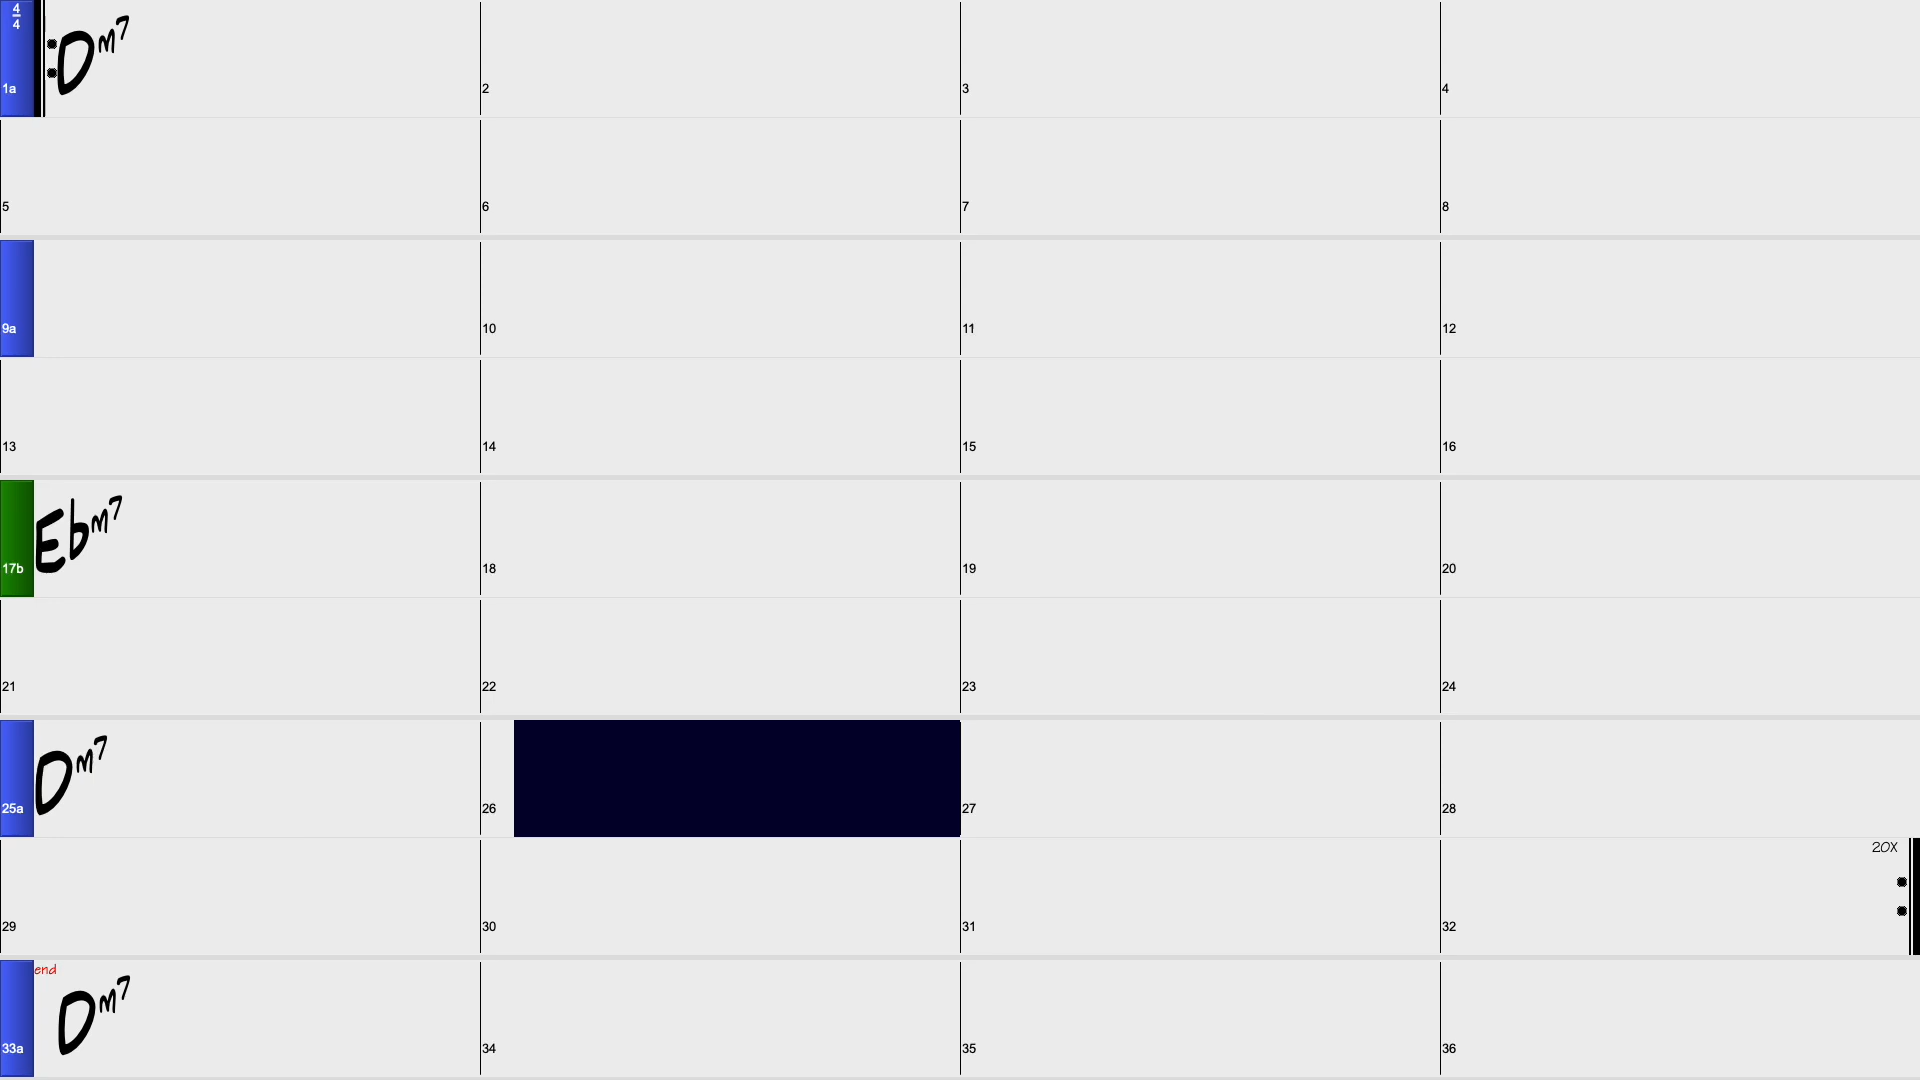 4
4
1a Dm7 2 3 4
5 6 7 8
9a 10 11 12
13 14 15 16
17b Ebm7 18 19 20
21 22 23 24
25a Dm7 26 27 28
20X
29 30 31 32
end
33a Dm7 34 35 36